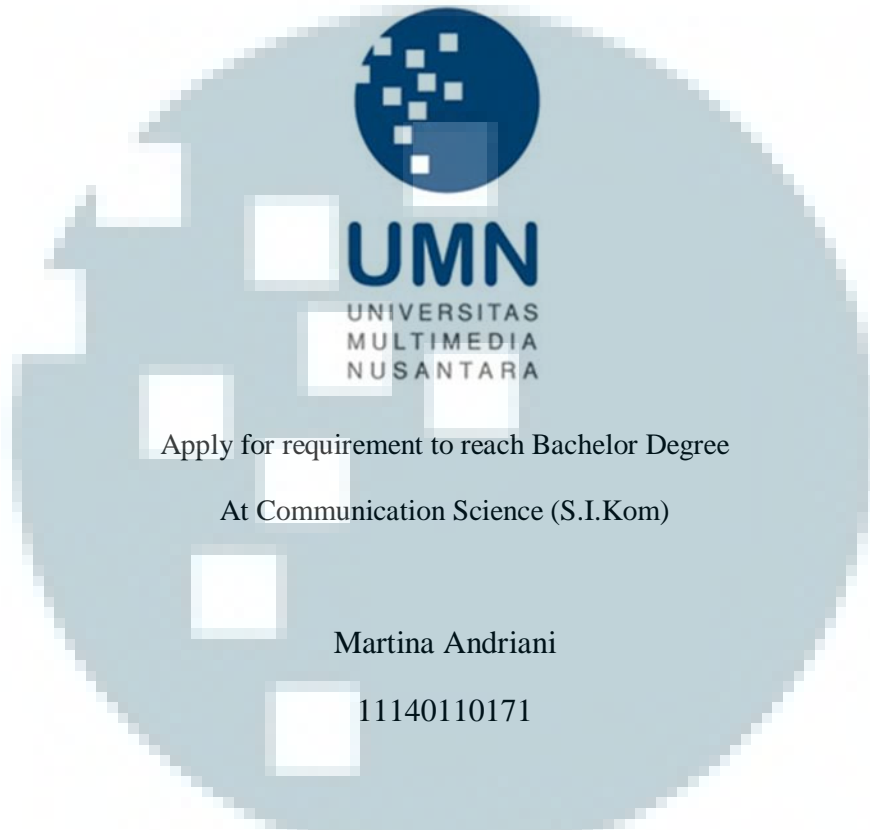 UMN
UNIVERSITAS
MULTIMEDIA
NUSANTARA
Apply for requirement to reach Bachelor Degree
At Communication Science (S.I.Kom)
Martina Andriani
11140110171